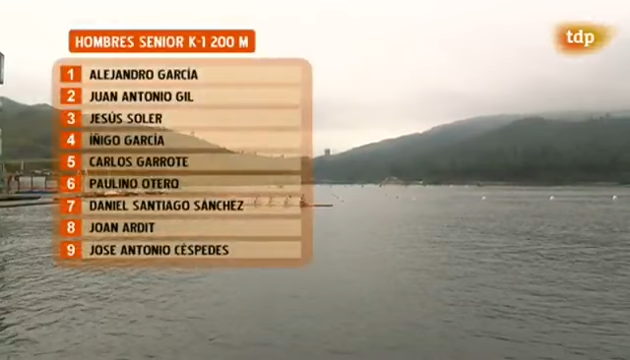 HOMBRES SENIOR K-1 200 M
tdp
1 ALEJANDRO GARCÍA
2 JUAN ANTONIO GIL
3 JESÚS SOLER
4 ÍÑIGO GARCÍA
5 CARLOS GARROTE
6 PAULINO OTERO
7 DANIEL SANTIAGO SÁNCHEZ
8 JOAN ARDIT
9 JOSE ANTONIO CÉSPEDES